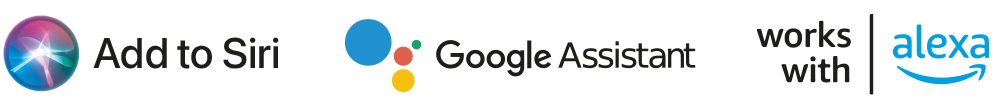 Add to Siri
Google Assistant
works
with
alexa